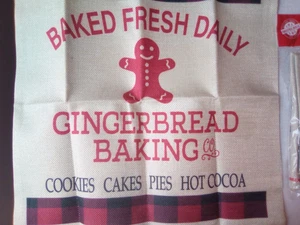 BAKED FRESH DAILY
GINGERBREAD
BAKING
COOKIES CAKES PIES HOT COCOA